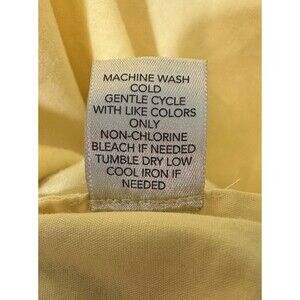 MACHINE WASH
COLD
GENTLE CYCLE
WITH LIKE COLORS
ONLY
NON-CHLORINE
BLEACH IF NEEDED
TUMBLE DRY LOW
COOL IRON IF
NEEDED